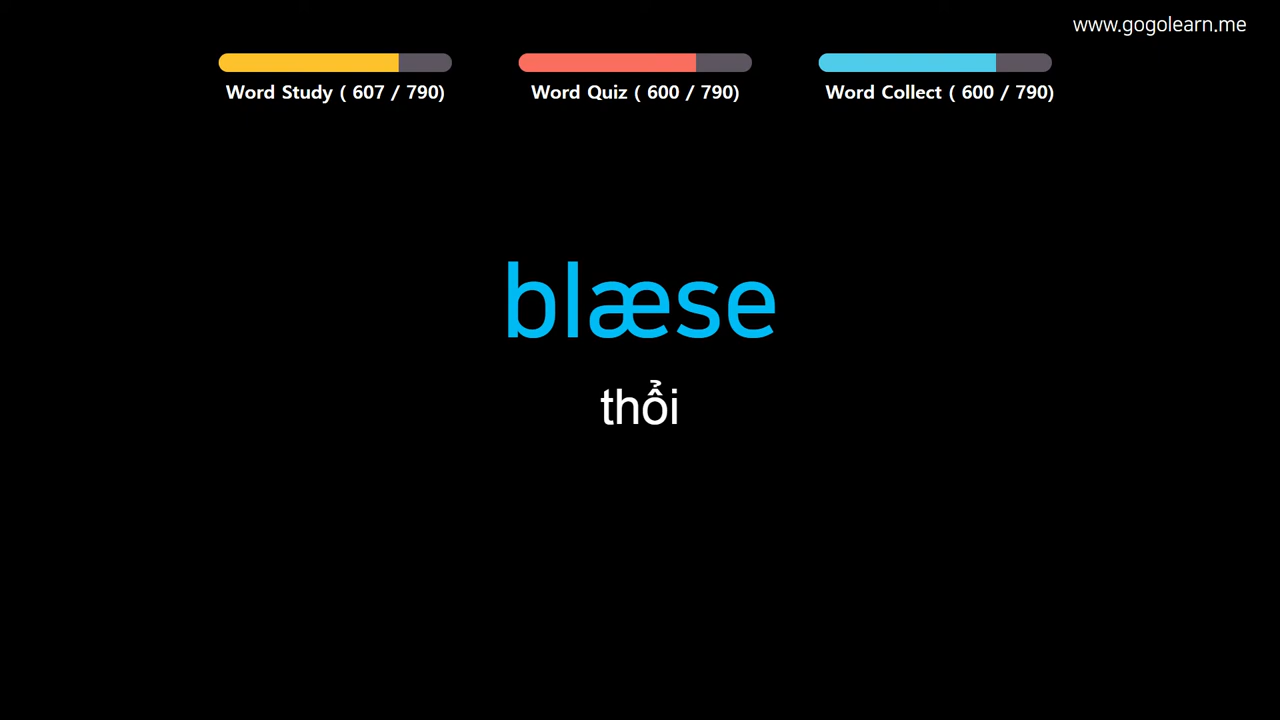 www.gogolearn.me
Word Study ( 607 / 790)
Word Quiz ( 600 / 790)
Word Collect ( 600 / 790)
blæse
thổi